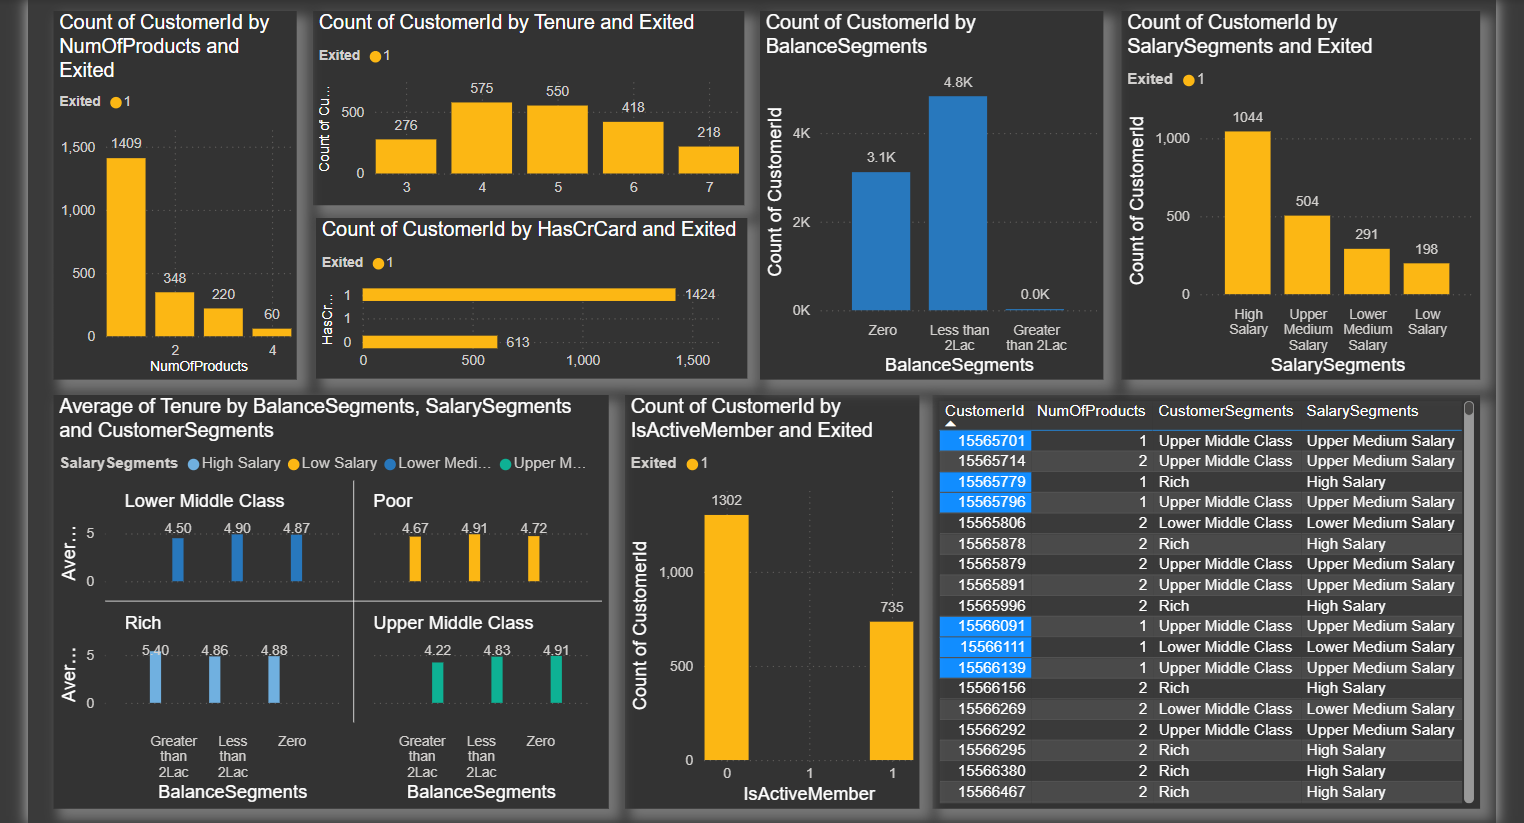 Count of CustomerId by
NumOfProducts and
Exited
Exited 1
1409
1,500
1,000
500
348
220
60
0
2 4
NumOfProducts
Count of CustomerId by Tenure and Exited
Exited 1
Count of Cu...
575
550
500
418
276
218
0
3 4 5 6 7
Count of CustomerId by HasCrCard and Exited
Exited 1
HasCr...
1 1424
1
0 613
0 500 1,000 1,500
Count of CustomerId by
BalanceSegments
Count of CustomerId
4.8K
4K
3.1K
2K
0.0K
0K
Zero Less than 2Lac Greater than 2Lac
BalanceSegments
Count of CustomerId by
SalarySegments and Exited
Exited 1
Count of CustomerId
1044
1,000
504
500
291
198
0
High Salary Upper Medium Salary Lower Medium Salary Low Salary
SalarySegments
Average of Tenure by BalanceSegments, SalarySegments
and CustomerSegments
SalarySegments High Salary Low Salary Lower Medi... Upper M...
Lower Middle Class Poor
Aver...
5 4.50 4.90 4.87 4.67 4.91 4.72
0
Rich Upper Middle Class
Aver...
5 5.40 4.86 4.88 4.22 4.83 4.91
0
Greater than 2Lac Less than 2Lac Zero Greater than 2Lac Less than 2Lac Zero
BalanceSegments BalanceSegments
Count of CustomerId by
IsActiveMember and Exited
Exited 1
Count of CustomerId
1302
1,000
735
500
0
0 1 1
IsActiveMember
CustomerId NumOfProducts CustomerSegments SalarySegments
15565701 1 Upper Middle Class Upper Medium Salary
15565714 2 Upper Middle Class Upper Medium Salary
15565779 1 Rich High Salary
15565796 1 Upper Middle Class Upper Medium Salary
15565806 2 Lower Middle Class Lower Medium Salary
15565878 2 Rich High Salary
15565879 2 Upper Middle Class Upper Medium Salary
15565891 2 Upper Middle Class Upper Medium Salary
15565996 2 Rich High Salary
15566091 1 Upper Middle Class Upper Medium Salary
15566111 1 Lower Middle Class Lower Medium Salary
15566139 1 Upper Middle Class Upper Medium Salary
15566156 2 Rich High Salary
15566269 2 Lower Middle Class Lower Medium Salary
15566292 2 Upper Middle Class Upper Medium Salary
15566295 2 Rich High Salary
15566380 2 Rich High Salary
15566467 2 Rich High Salary